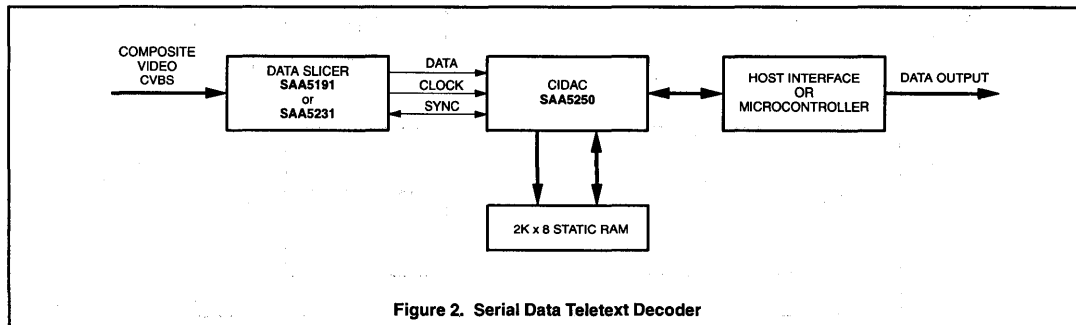 COMPOSITE
VIDEO
CVBS
DATA SLICER
SAA5191
or
SAA5231
DATA
CLOCK
SYNC
CIDAC
SAA5250
HOST INTERFACE
OR
MICROCONTROLLER
DATA OUTPUT
2K x 8 STATIC RAM
Figure 2. Serial Data Teletext Decoder